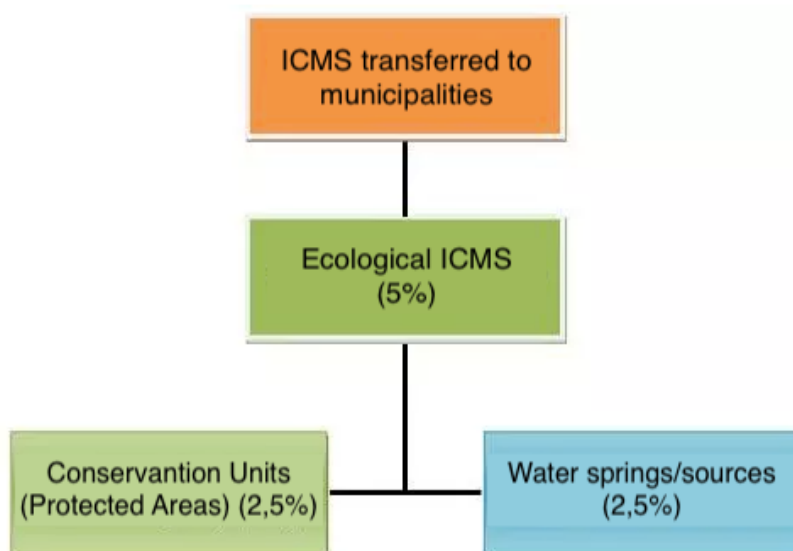 ICMS transferred to
municipalities
Ecological ICMS
(5%)
Conservantion Units
(Protected Areas) (2,5%)
Water springs/sources
(2,5%)